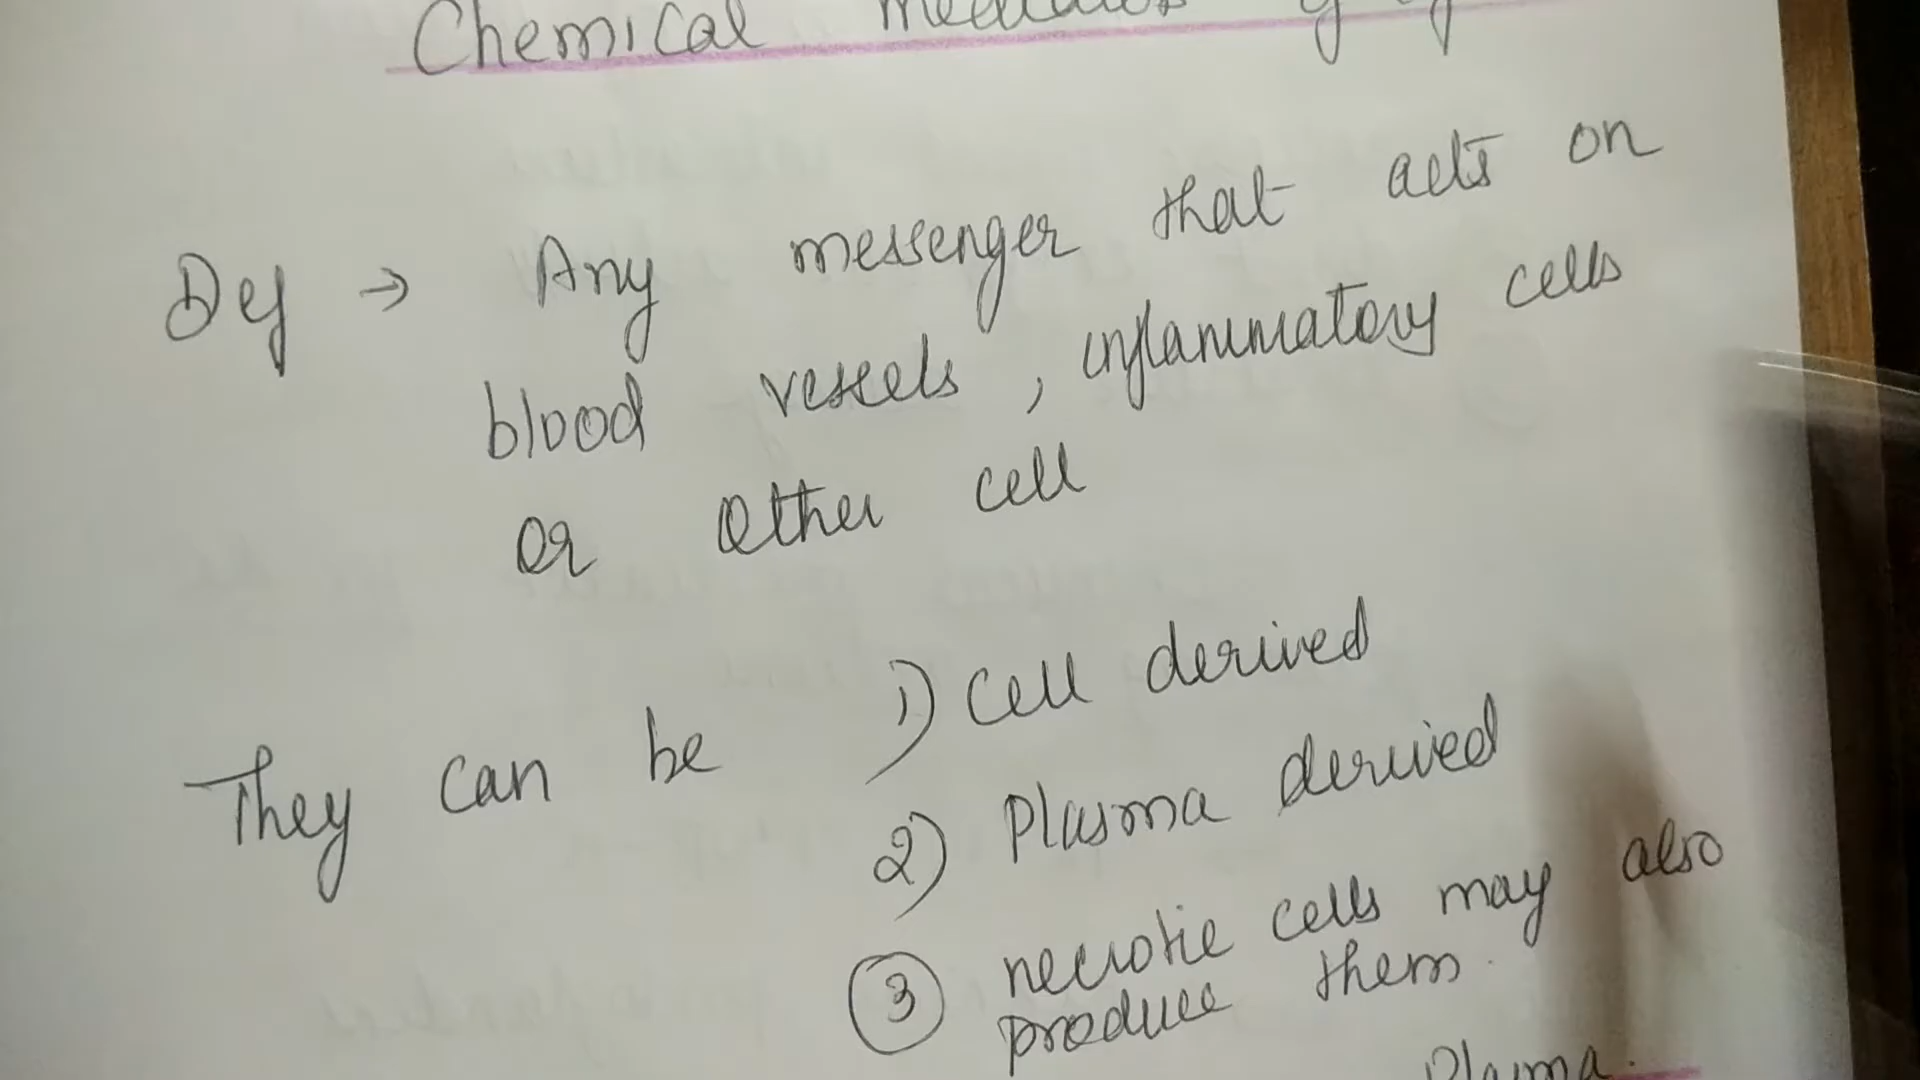 Chemical
Def → Any messenger that acts on
blood vessels, inflammatory cells
or other cell
They can be 1) Cell derived
2) Plasma derived
3 necrotic cells may also
produce them.
Plasma.